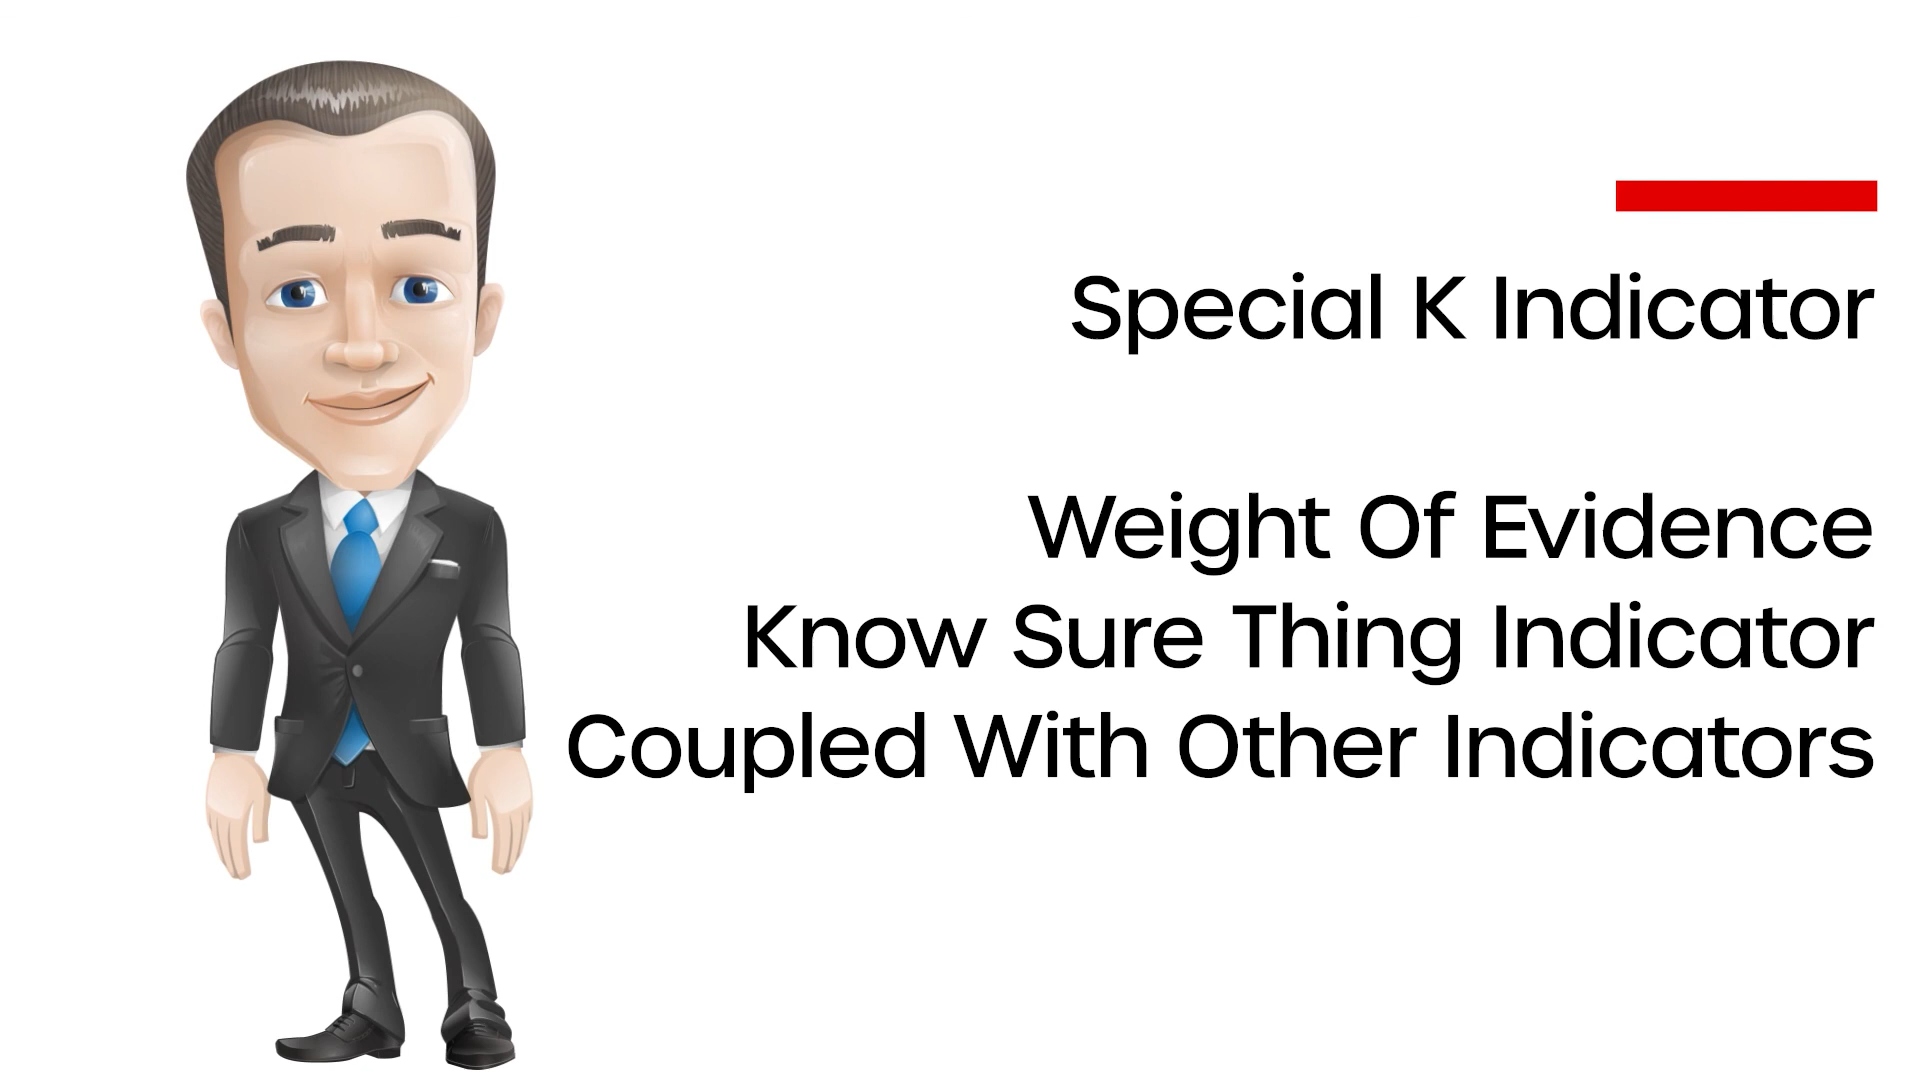 Special K Indicator
Weight Of Evidence
Know Sure Thing Indicator
Coupled With Other Indicators